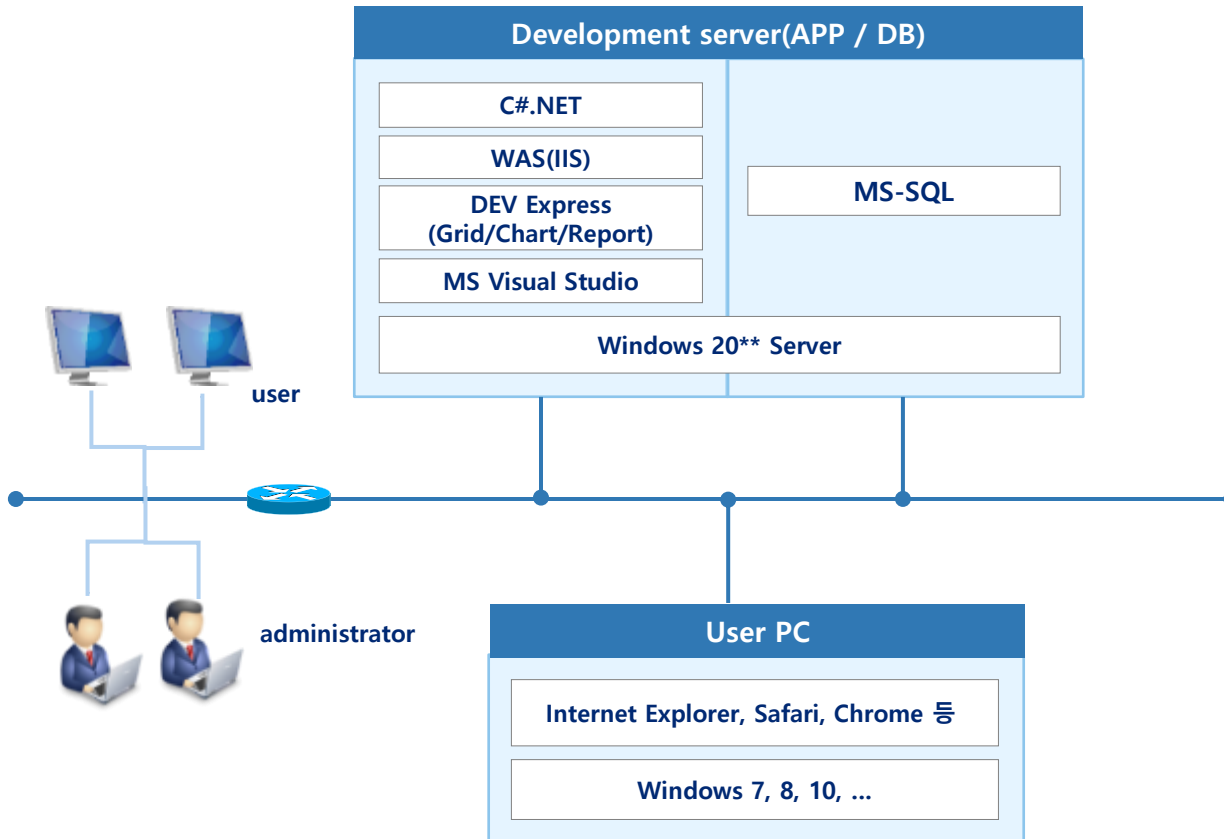 Development server(APP / DB)
C#.NET
WAS(IIS)
DEV Express
(Grid/Chart/Report)
MS Visual Studio
MS-SQL
Windows 20** Server
user
administrator
User PC
Internet Explorer, Safari, Chrome 등
Windows 7, 8, 10, ...